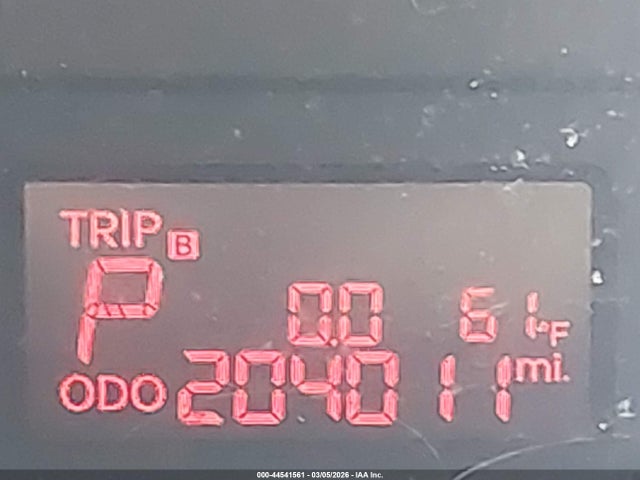 TRIP B
P 0.0 61°F
ODO 204011 mi.
000-44541561 - 03/05/2026 - IAA Inc.